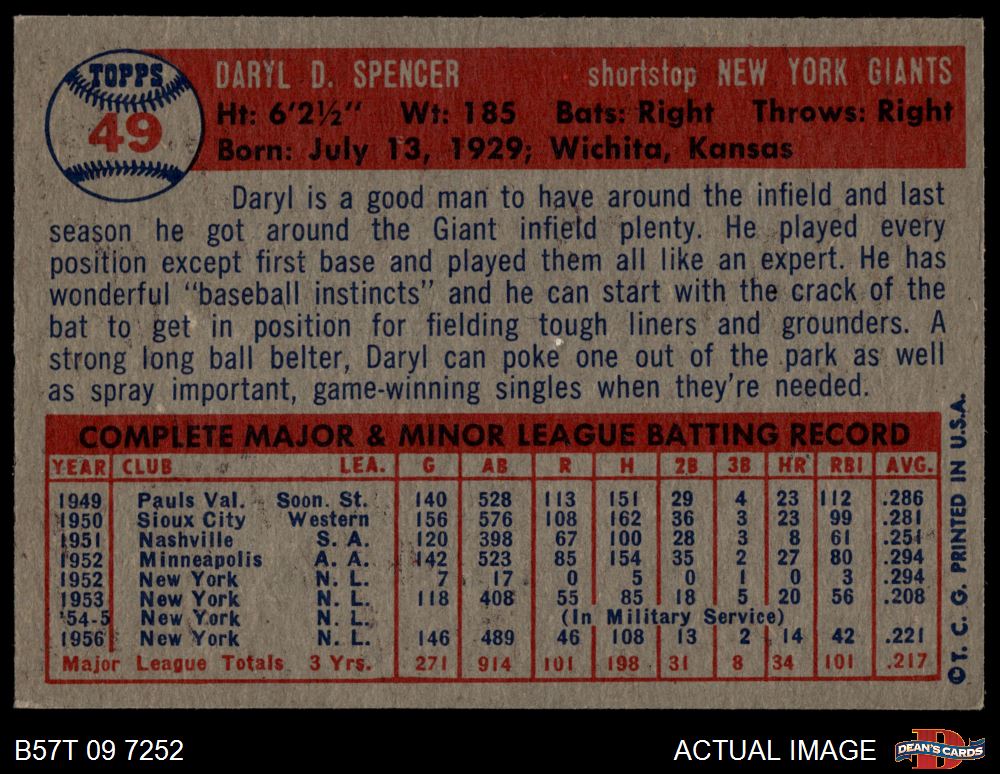 TOPPS
49
DARYL D. SPENCER shortstop NEW YORK GIANTS
Ht: 6'2½" Wt: 185 Bats: Right Throws: Right
Born: July 13, 1929; Wichita, Kansas
Daryl is a good man to have around the infield and last
season he got around the Giant infield plenty. He played every
position except first base and played them all like an expert. He has
wonderful "baseball instincts" and he can start with the crack of the
bat to get in position for fielding tough liners and grounders. A
strong long ball belter, Daryl can poke one out of the park as well
as spray important, game-winning singles when they're needed.
COMPLETE MAJOR & MINOR LEAGUE BATTING RECORD
YEAR CLUB LEA. G AB R H 2B 3B HR RBI AVG.
1949 Pauls Val. Soon. St. 140 528 113 151 29 4 23 112 .286
1950 Sioux City Western 156 576 108 162 36 3 23 99 .281
1951 Nashville S. A. 120 398 67 100 28 3 8 61 .251
1952 Minneapolis A. A. 142 523 85 154 35 2 27 80 .294
1952 New York N. L. 7 17 0 5 0 1 0 3 .294
1953 New York N. L. 118 408 55 85 18 5 20 56 .208
'54-5 New York N. L. (In Military Service)
1956 New York N. L. 146 489 46 108 13 2 14 42 .221
Major League Totals 3 Yrs. 271 914 101 198 31 8 34 101 .217
©T. C. G. PRINTED IN U.S.A.
B57T 09 7252 ACTUAL IMAGE DEAN'S CARDS